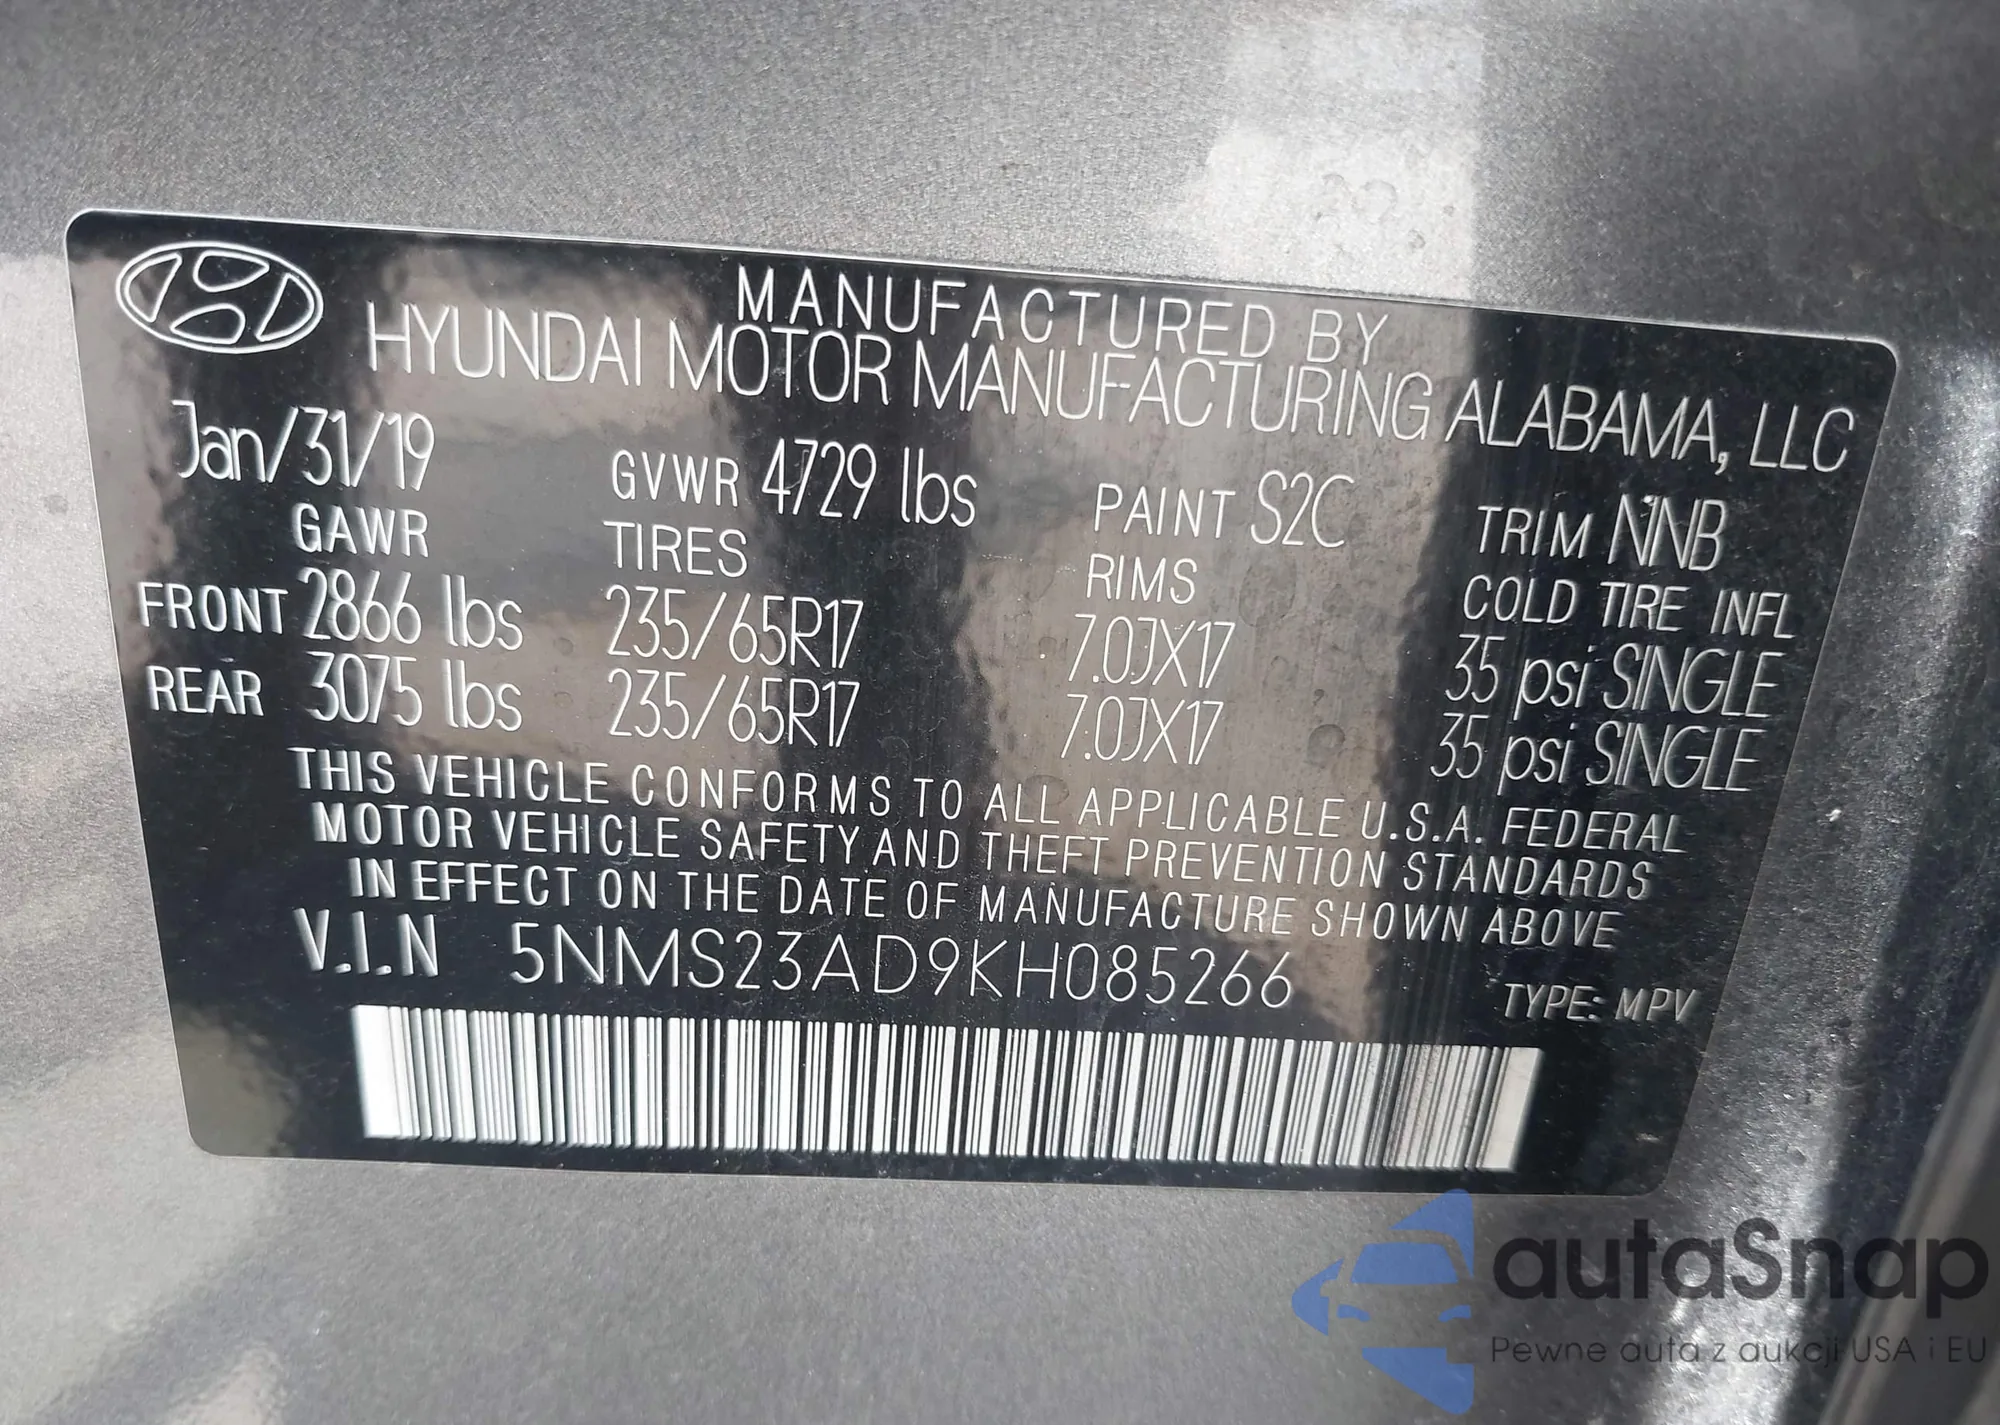 MANUFACTURED BY
HYUNDAI MOTOR MANUFACTURING ALABAMA, LLC
Jan/31/19 GVWR 4729 lbs PAINT S2C TRIM NNB
GAWR TIRES RIMS COLD TIRE INFL
FRONT 2866 lbs 235/65R17 7.0JX17 35 psi SINGLE
REAR 3075 lbs 235/65R17 7.0JX17 35 psi SINGLE
THIS VEHICLE CONFORMS TO ALL APPLICABLE U.S.A. FEDERAL
MOTOR VEHICLE SAFETY AND THEFT PREVENTION STANDARDS
IN EFFECT ON THE DATE OF MANUFACTURE SHOWN ABOVE
V.I.N 5NMS23AD9KH085266
TYPE: MPV
autaSnap
Pewne auta z aukcji USA i EU